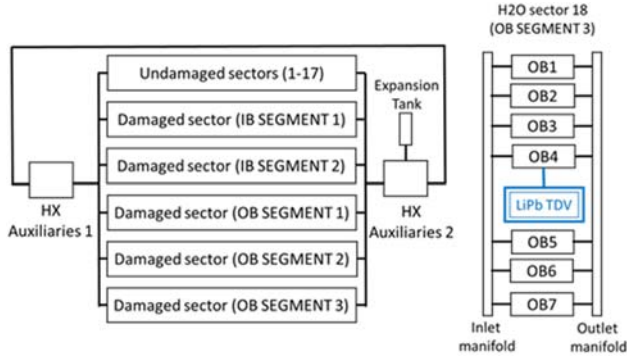 H2O sector 18
(OB SEGMENT 3)
Undamaged sectors (1-17)
Damaged sector (IB SEGMENT 1)
Damaged sector (IB SEGMENT 2)
Damaged sector (OB SEGMENT 1)
Damaged sector (OB SEGMENT 2)
Damaged sector (OB SEGMENT 3)
HX
Auxiliaries 1
Expansion
Tank
HX
Auxiliaries 2
OB1
OB2
OB3
OB4
LiPb TDV
OB5
OB6
OB7
Inlet
manifold
Outlet
manifold